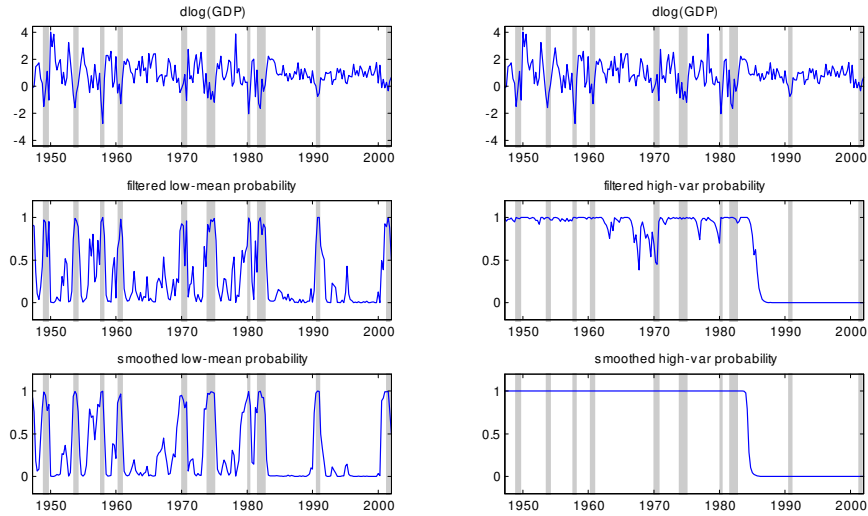 dlog(GDP)
4
2
0
-2
-4
1950 1960 1970 1980 1990 2000
filtered low-mean probability
1
0.5
0
1950 1960 1970 1980 1990 2000
smoothed low-mean probability
1
0.5
0
1950 1960 1970 1980 1990 2000
dlog(GDP)
4
2
0
-2
-4
1950 1960 1970 1980 1990 2000
filtered high-var probability
1
0.5
0
1950 1960 1970 1980 1990 2000
smoothed high-var probability
1
0.5
0
1950 1960 1970 1980 1990 2000